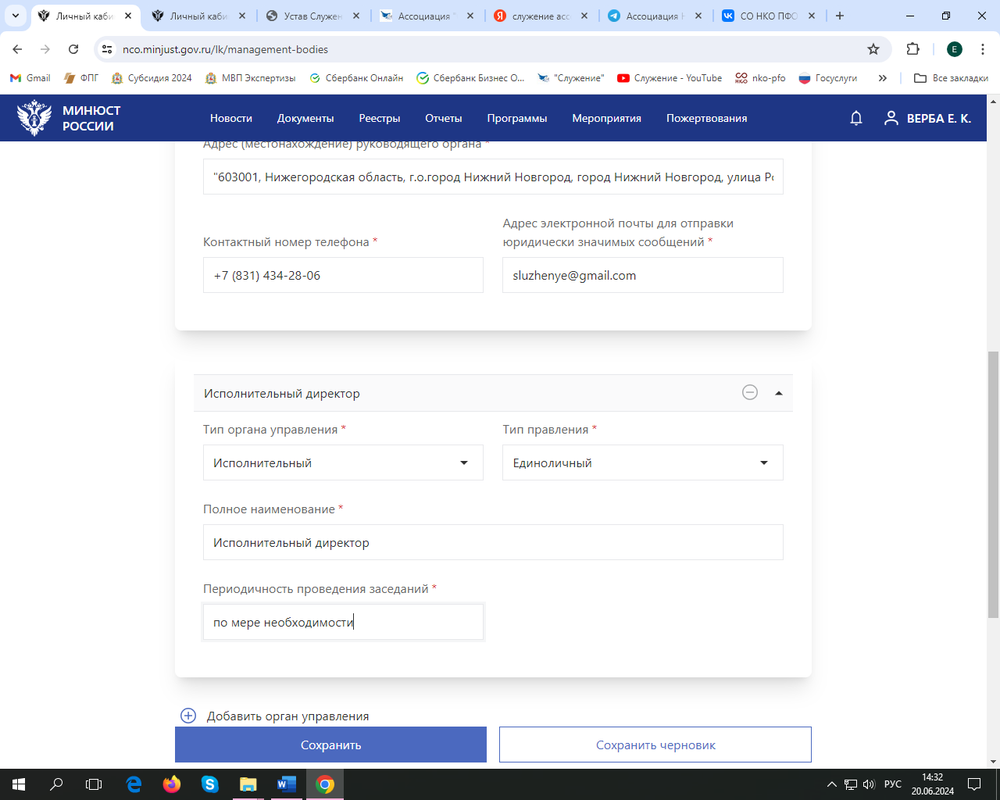 Личный каби
Личный каби
Устав Служен
Ассоциация "
служение асс
Ассоциация Н
СО НКО ПФО
nco.minjust.gov.ru/lk/management-bodies
E
Gmail
ФПГ
Субсидия 2024
МВП Экспертизы
Сбербанк Онлайн
Сбербанк Бизнес О...
"Служение"
Служение - YouTube
nko-pfo
Госуслуги
Все закладки
МИНЮСТ
РОССИИ
Новости
Документы
Реестры
Отчеты
Программы
Мероприятия
Пожертвования
ВЕРБА Е. К.
Адрес (местонахождение) руководящего органа *
"603001, Нижегородская область, г.о.город Нижний Новгород, город Нижний Новгород, улица Ро
Контактный номер телефона *
Адрес электронной почты для отправки
юридически значимых сообщений *
+7 (831) 434-28-06
sluzhenye@gmail.com
Исполнительный директор
Тип органа управления *
Тип правления *
Исполнительный
Единоличный
Полное наименование *
Исполнительный директор
Периодичность проведения заседаний *
по мере необходимости
Добавить орган управления
Сохранить
Сохранить черновик
РУС
14:32
20.06.2024